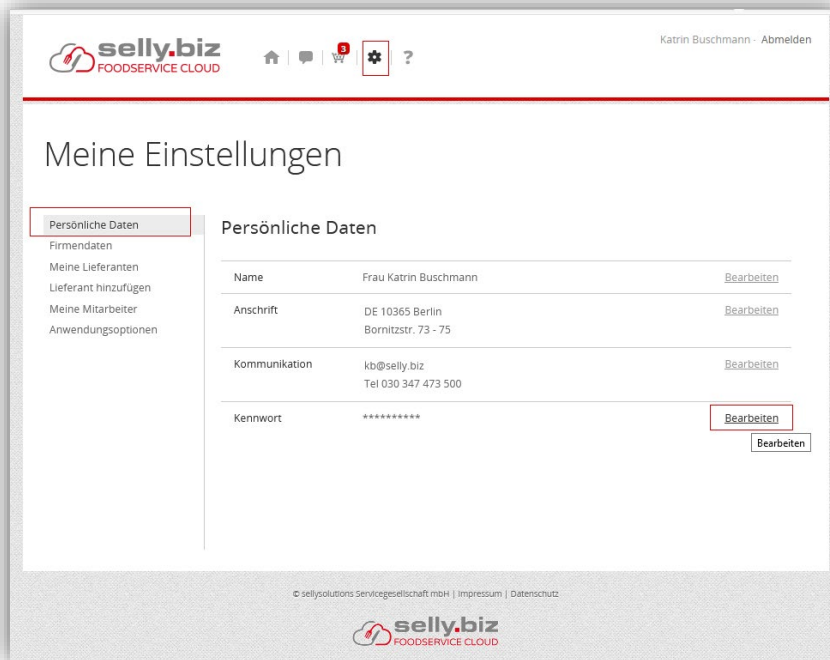 selly.biz
FOODSERVICE CLOUD
3
?
Katrin Buschmann - Abmelden
Meine Einstellungen
Persönliche Daten
Firmendaten
Meine Lieferanten
Lieferant hinzufügen
Meine Mitarbeiter
Anwendungsoptionen
Persönliche Daten
Name Frau Katrin Buschmann Bearbeiten
Anschrift DE 10365 Berlin Bearbeiten
Bornitzstr. 73 - 75
Kommunikation kb@selly.biz Bearbeiten
Tel 030 347 473 500
Kennwort ********** Bearbeiten
Bearbeiten
© sellysolutions Servicegesellschaft mbH | Impressum | Datenschutz
selly.biz
FOODSERVICE CLOUD